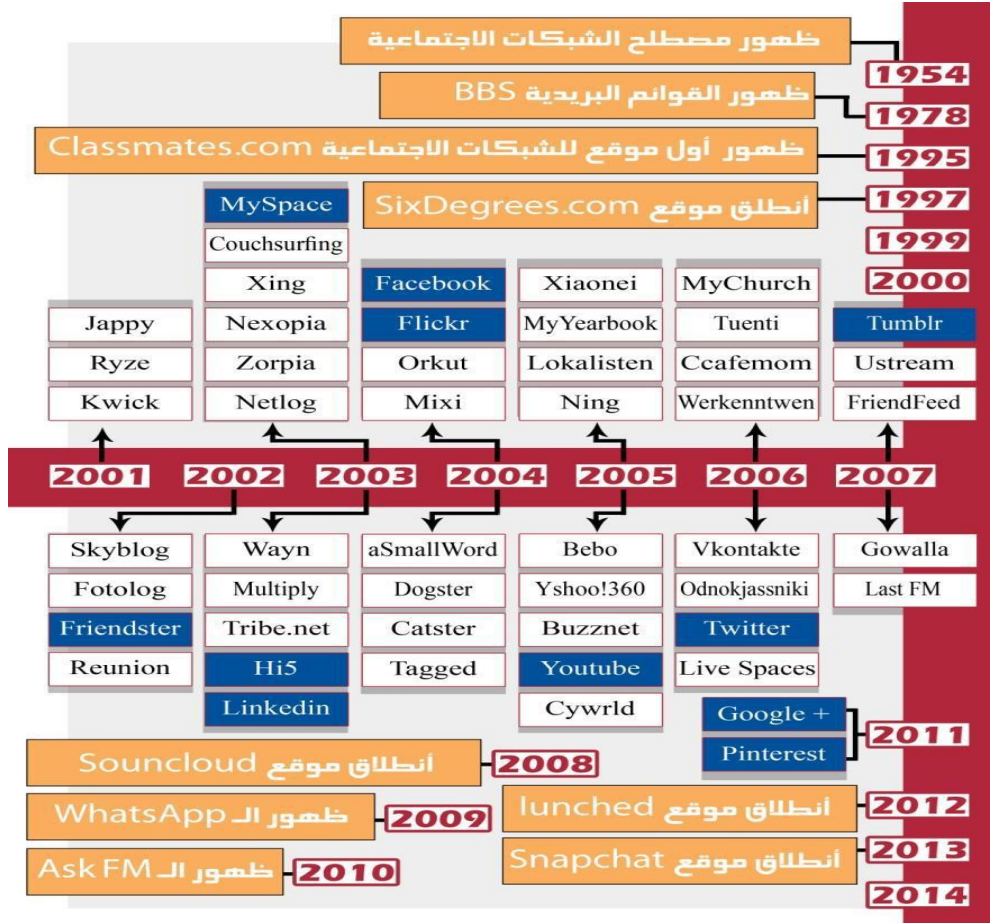 ظهور مصطلح الشبكات الاجتماعية
1954
ظهور القوائم البريدية BBS
1978
ظهور أول موقع للشبكات الاجتماعية Classmates.com
1995
أنطلق موقع SixDegrees.com
1997
1999
2000
Jappy
Ryze
Kwick
MySpace
Couchsurfing
Xing
Nexopia
Zorpia
Netlog
Facebook
Flickr
Orkut
Mixi
Xiaonei
MyYearbook
Lokalisten
Ning
MyChurch
Tuenti
Ccafemom
Werkenntwen
Tumblr
Ustream
FriendFeed
2001 2002 2003 2004 2005 2006 2007
Skyblog
Fotolog
Friendster
Reunion
Wayn
Multiply
Tribe.net
Hi5
Linkedin
aSmallWord
Dogster
Catster
Tagged
Bebo
Yshoo!360
Buzznet
Youtube
Cywrld
Vkontakte
Odnokjassniki
Twitter
Live Spaces
Gowalla
Last FM
Google +
Pinterest
2011
أنطلاق موقع Souncloud
2008
ظهور الـ WhatsApp
2009
ظهور الـ Ask FM
2010
أنطلاق موقع lunched
2012
أنطلاق موقع Snapchat
2013
2014